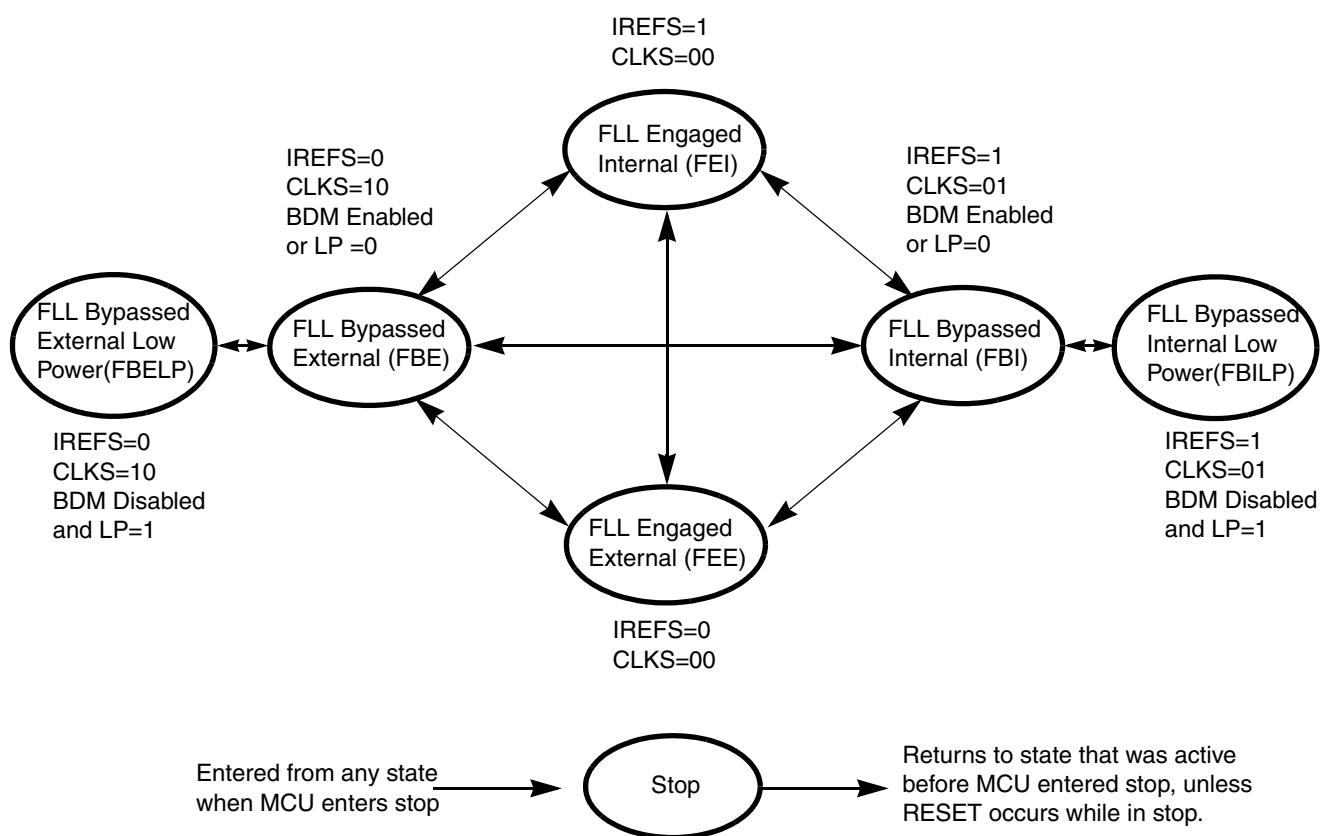 IREFS=1
CLKS=00
FLL Engaged
Internal (FEI)
IREFS=0
CLKS=10
BDM Enabled
or LP =0
IREFS=1
CLKS=01
BDM Enabled
or LP=0
FLL Bypassed
External Low
Power(FBELP)
FLL Bypassed
External (FBE)
FLL Bypassed
Internal (FBI)
FLL Bypassed
Internal Low
Power(FBILP)
IREFS=0
CLKS=10
BDM Disabled
and LP=1
IREFS=1
CLKS=01
BDM Disabled
and LP=1
FLL Engaged
External (FEE)
IREFS=0
CLKS=00
Entered from any state
when MCU enters stop
Stop
Returns to state that was active
before MCU entered stop, unless
RESET occurs while in stop.